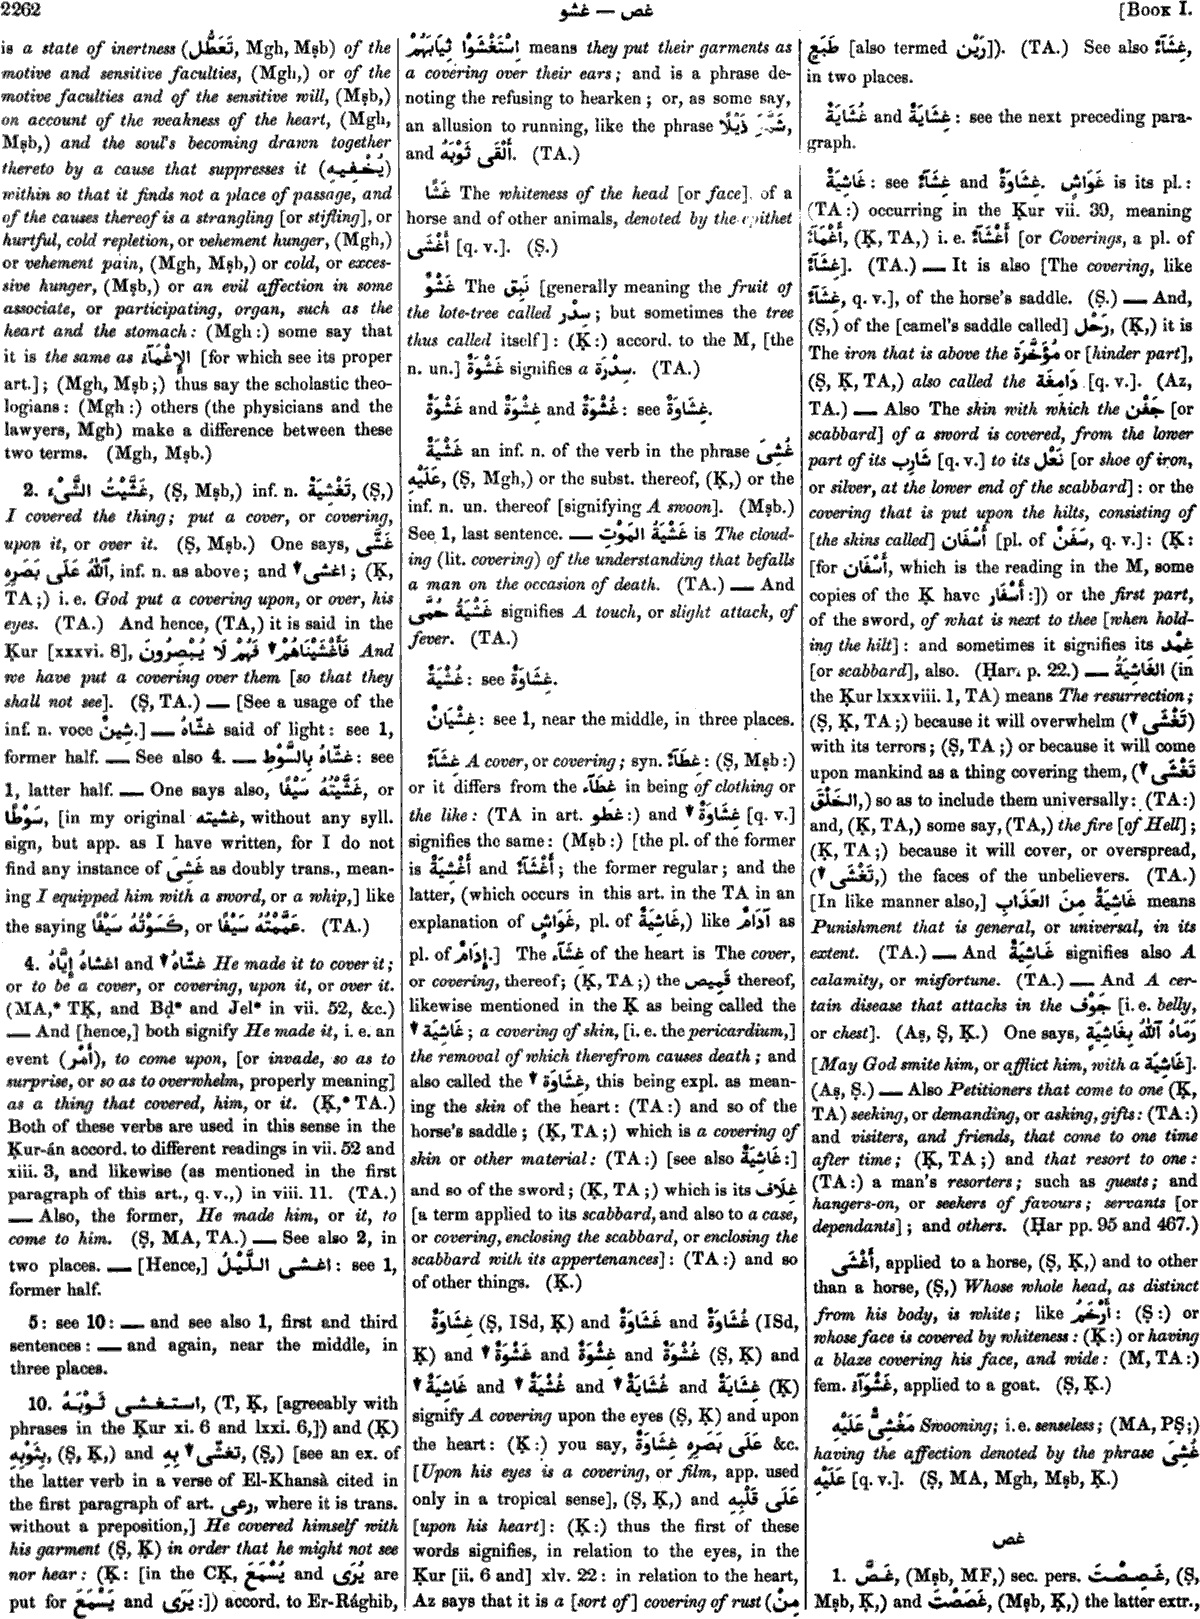 2262
غشو — غص
[Book I.
is a state of inertness (تَعَطُّل, Mgh, Mṣb) of the
motive and sensitive faculties, (Mgh,) or of the
motive faculties and of the sensitive will, (Mṣb,)
on account of the weakness of the heart, (Mgh,
Mṣb,) and the soul's becoming drawn together
thereto by a cause that suppresses it (يُخْفِيهِ)
within so that it finds not a place of passage, and
of the causes thereof is a strangling [or stifling], or
hurtful, cold repletion, or vehement hunger, (Mgh,)
or vehement pain, (Mgh, Mṣb,) or cold, or exces-
sive hunger, (Mṣb,) or an evil affection in some
associate, or participating, organ, such as the
heart and the stomach: (Mgh:) some say that
it is the same as الإِغْمَآءُ [for which see its proper
art.]; (Mgh, Mṣb;) thus say the scholastic theo-
logians: (Mgh:) others (the physicians and the
lawyers, Mgh) make a difference between these
two terms. (Mgh, Mṣb.)
2. غَشَّيْتُ الشَّىْءَ, (Ṣ, Mṣb,) inf. n. تَغْشِيَةٌ, (Ṣ,)
I covered the thing; put a cover, or covering,
upon it, or over it. (Ṣ, Mṣb.) One says, غَشَّى
ٱللّٰهُ عَلَى بَصَرِهِ, inf. n. as above; and ▼اغشى; (Ḳ,
TA;) i. e. God put a covering upon, or over, his
eyes. (TA.) And hence, (TA,) it is said in the
Ḳur [xxxvi. 8], فَأَغْشَيْنَاهُمْ▼ فَهُمْ لَا يُبْصِرُونَ And
we have put a covering over them [so that they
shall not see]. (Ṣ, TA.) — [See a usage of the
inf. n. voce شِينٌ.] — غشّاهُ said of light: see 1,
former half. — See also 4. — غشّاهُ بِالسَّوْطِ: see
1, latter half. — One says also, غَشَّيْتُهُ سَيْفًا, or
سَوْطًا, [in my original غشيته, without any syll.
sign, but app. as I have written, for I do not
find any instance of غَشِىَ as doubly trans., mean-
ing I equipped him with a sword, or a whip,] like
the saying كَسَوْتُهُ سَيْفًا, or عَمَّمْتُهُ سَيْفًا. (TA.)
4. اغشاهُ إِيَّاهُ and ▼غشّاهُ He made it to cover it;
or to be a cover, or covering, upon it, or over it.
(MA,* TḲ, and Bḍ* and Jel* in vii. 52, &c.)
— And [hence,] both signify He made it, i. e. an
event (أَمْر), to come upon, [or invade, so as to
surprise, or so as to overwhelm, properly meaning]
as a thing that covered, him, or it. (Ḳ,* TA.)
Both of these verbs are used in this sense in the
Ḳur-án accord. to different readings in vii. 52 and
xiii. 3, and likewise (as mentioned in the first
paragraph of this art., q. v.,) in viii. 11. (TA.)
— Also, the former, He made him, or it, to
come to him. (Ṣ, MA, TA.) — See also 2, in
two places. — [Hence,] اغشى اللَّيْلُ: see 1,
former half.
5: see 10: — and see also 1, first and third
sentences: — and again, near the middle, in
three places.
10. استغشى ثَوْبَهُ, (T, Ḳ, [agreeably with
phrases in the Ḳur xi. 6 and lxxi. 6,]) and (Ḳ)
بِثَوْبِهِ, (Ṣ, Ḳ,) and ▼تغشّى بِهِ, (Ṣ,) [see an ex. of
the latter verb in a verse of El-Khansà cited in
the first paragraph of art. رعى, where it is trans.
without a preposition,] He covered himself with
his garment (Ṣ, Ḳ) in order that he might not see
nor hear: (Ḳ: [in the CḲ, يُسْمَعَ and يُرَى are
put for يَسْمَعَ and يَرَى:]) accord. to Er-Rághib,
اِسْتَغْشَوْا ثِيَابَهُمْ means they put their garments as
a covering over their ears; and is a phrase de-
noting the refusing to hearken; or, as some say,
an allusion to running, like the phrase شَمَّرَ ذَيْلًا,
and أَلْقَى ثَوْبَهُ. (TA.)
غَشًا The whiteness of the head [or face] of a
horse and of other animals, denoted by the epithet
أَغْشَى [q. v.]. (Ṣ.)
غَشْوٌ The نَبِق [generally meaning the fruit of
the lote-tree called سِدْر; but sometimes the tree
thus called itself]: (Ḳ:) accord. to the M, [the
n. un.] غَشْوَةٌ signifies a سِدْرَة. (TA.)
غَشْوَةٌ and غِشْوَةٌ and غُشْوَةٌ: see غِشَاوَةٌ.
غَشْيَةٌ an inf. n. of the verb in the phrase غُشِىَ
عَلَيْهِ, (Ṣ, Mgh,) or the subst. thereof, (Ḳ,) or the
inf. n. un. thereof [signifying A swoon]. (Mṣb.)
See 1, last sentence. — غَشْيَةُ المَوْتِ is The cloud-
ing (lit. covering) of the understanding that befalls
a man on the occasion of death. (TA.) — And
غَشْيَةُ حُمَّى signifies A touch, or slight attack, of
fever. (TA.)
غُشْيَةٌ: see غِشَاوَةٌ.
غَشَيَانٌ: see 1, near the middle, in three places.
غِشَآءٌ A cover, or covering; syn. غِطَآءٌ: (Ṣ, Mṣb:)
or it differs from the غِطَآء in being of clothing or
the like: (TA in art. غطو:) and ▼غِشَاوَةٌ [q. v.]
signifies the same: (Mṣb:) [the pl. of the former
is أَغْشِيَةٌ and أَغْشَآءٌ; the former regular; and the
latter, (which occurs in this art. in the TA in an
explanation of غَوَاشٍ, pl. of غَاشِيَةٌ,) like آدَامٌ as
pl. of إِدَامٌ.] The غِشَآء of the heart is The cover,
or covering, thereof; (Ḳ, TA;) the قَمِيص thereof,
likewise mentioned in the Ḳ as being called the
▼غَاشِيَة; a covering of skin, [i. e. the pericardium,]
the removal of which therefrom causes death; and
also called the ▼غِشَاوَة, this being expl. as mean-
ing the skin of the heart: (TA:) and so of the
horse's saddle; (Ḳ, TA;) which is a covering of
skin or other material: (TA:) [see also غَاشِيَةٌ:]
and so of the sword; (Ḳ, TA;) which is its غِلَاف
[a term applied to its scabbard, and also to a case,
or covering, enclosing the scabbard, or enclosing the
scabbard with its appertenances]: (TA:) and so
of other things. (Ḳ.)
غِشَاوَةٌ (Ṣ, ISd, Ḳ) and غَشَاوَةٌ and غُشَاوَةٌ (ISd,
Ḳ) and ▼غَشْوَةٌ and غِشْوَةٌ and غُشْوَةٌ (Ṣ, Ḳ) and
▼غَاشِيَةٌ and ▼غُشْيَةٌ and ▼غُشَايَةٌ and غِشَايَةٌ (Ḳ)
signify A covering upon the eyes (Ṣ, Ḳ) and upon
the heart: (Ḳ:) you say, عَلَى بَصَرِهِ غِشَاوَةٌ &c.
[Upon his eyes is a covering, or film, app. used
only in a tropical sense], (Ṣ, Ḳ,) and عَلَى قَلْبِهِ
[upon his heart]: (Ḳ:) thus the first of these
words signifies, in relation to the eyes, in the
Ḳur [ii. 6 and] xlv. 22: in relation to the heart,
Az says that it is a [sort of] covering of rust (مِنْ
طَبَعٍ [also termed رَيْن]). (TA.) See also غِشَآءٌ,
in two places.
غِشَايَةٌ and غُشَايَةٌ: see the next preceding para-
graph.
غَاشِيَةٌ: see غِشَآءٌ and غِشَاوَةٌ. غَوَاشٍ is its pl.:
(TA:) occurring in the Ḳur vii. 39, meaning
أَغْمَآءٌ, (Ḳ, TA,) i. e. أَغْشَآءٌ [or Coverings, a pl. of
غِشَآءٌ]. (TA.) — It is also [The covering, like
غِشَآءٌ, q. v.], of the horse's saddle. (Ṣ.) — And,
(Ṣ,) of the [camel's saddle called] رَحْل, (Ḳ,) it is
The iron that is above the مُؤَخَّرَة or [hinder part],
(Ṣ, Ḳ, TA,) also called the دَامِغَة [q. v.]. (Az,
TA.) — Also The skin with which the جَفْن [or
scabbard] of a sword is covered, from the lower
part of its شَارِب [q. v.] to its نَعْل [or shoe of iron,
or silver, at the lower end of the scabbard]: or the
covering that is put upon the hilts, consisting of
[the skins called] أَسْفَان [pl. of سَفَنٌ, q. v.]: (Ḳ:
[for أَسْفَان, which is the reading in the M, some
copies of the Ḳ have أَسْفَار:]) or the first part,
of the sword, of what is next to thee [when hold-
ing the hilt]: and sometimes it signifies its غِمْد
[or scabbard], also. (Ḥar p. 22.) — الغَاشِيَةُ (in
the Ḳur lxxxviii. 1, TA) means The resurrection;
(Ṣ, Ḳ, TA;) because it will overwhelm (▼تَغْشَى)
with its terrors; (Ṣ, TA;) or because it will come
upon mankind as a thing covering them, (▼تَغْشَى
الخَلْقَ,) so as to include them universally: (TA:)
and, (Ḳ, TA,) some say, (TA,) the fire [of Hell];
(Ḳ, TA;) because it will cover, or overspread,
(▼تَغْشَى,) the faces of the unbelievers. (TA.)
[In like manner also,] غَاشِيَةٌ مِنَ العَذَابِ means
Punishment that is general, or universal, in its
extent. (TA.) — And غَاشِيَةٌ signifies also A
calamity, or misfortune. (TA.) — And A cer-
tain disease that attacks in the جَوْف [i. e. belly,
or chest]. (Aṣ, Ṣ, Ḳ.) One says, رَمَاهُ ٱللّٰهُ بِغَاشِيَةٍ
[May God smite him, or afflict him, with a غَاشِيَة].
(Aṣ, Ṣ.) — Also Petitioners that come to one (Ḳ,
TA) seeking, or demanding, or asking, gifts: (TA:)
and visiters, and friends, that come to one time
after time; (Ḳ, TA;) and that resort to one:
(TA:) a man's resorters; such as guests; and
hangers-on, or seekers of favours; servants [or
dependants]; and others. (Ḥar pp. 95 and 467.)
أَغْشَى, applied to a horse, (Ṣ, Ḳ,) and to other
than a horse, (Ṣ,) Whose whole head, as distinct
from his body, is white; like أَرْخَمُ: (Ṣ:) or
whose face is covered by whiteness: (Ḳ:) or having
a blaze covering his face, and wide: (M, TA:)
fem. غَشْوَآءُ, applied to a goat. (Ṣ, Ḳ.)
مَغْشِىٌّ عَلَيْهِ Swooning; i. e. senseless; (MA, PṢ;)
having the affection denoted by the phrase غُشِىَ
عَلَيْهِ [q. v.]. (Ṣ, MA, Mgh, Mṣb, Ḳ.)
غص
1. غَصَّ, (Mṣb, MF,) sec. pers. غَصِصْتَ, (Ṣ,
Mṣb, Ḳ,) and غَصَصْتَ, (Mṣb, Ḳ,) the latter extr.,